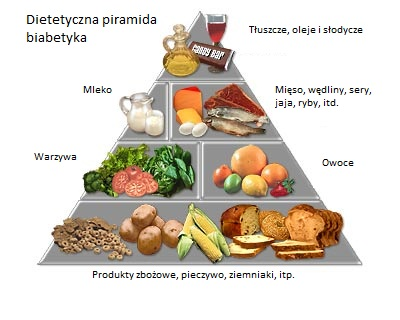 Dietetyczna piramida
biabetyka
Tłuszcze, oleje i słodycze
CANDY BAR
Mleko
Mięso, wędliny, sery,
jaja, ryby, itd.
Warzywa
Owoce
Produkty zbożowe, pieczywo, ziemniaki, itp.